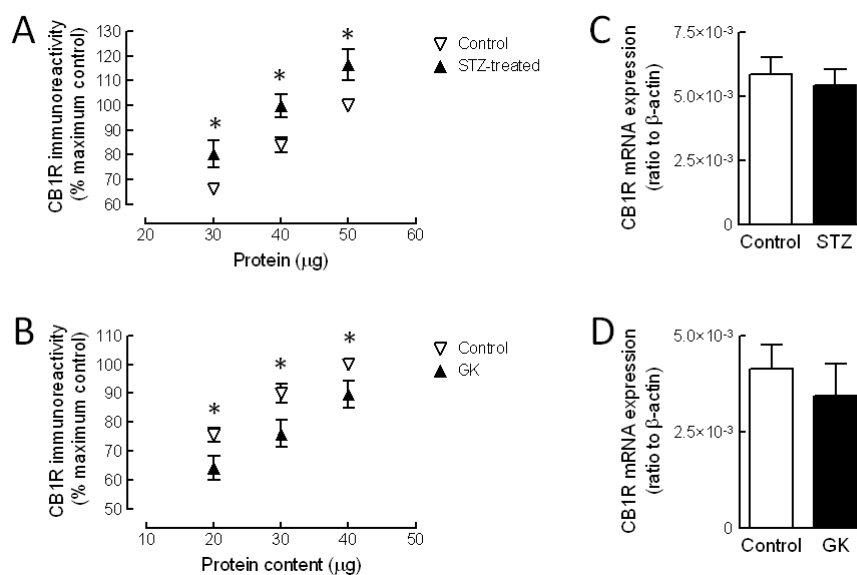 A
CB1R immunoreactivity
(% maximum control)
130
120
110
100
90
80
70
60
*
*
*
Control
STZ-treated
20
30
40
50
60
Protein (μg)
C
CB1R mRNA expression
(ratio to β-actin)
7.5×10⁻³
5.0×10⁻³
2.5×10⁻³
0
Control STZ
B
CB1R immunoreactivity
(% maximum control)
110
100
90
80
70
60
50
*
*
*
Control
GK
10
20
30
40
50
Protein content (μg)
D
CB1R mRNA expression
(ratio to β-actin)
5.0×10⁻³
2.5×10⁻³
0
Control GK